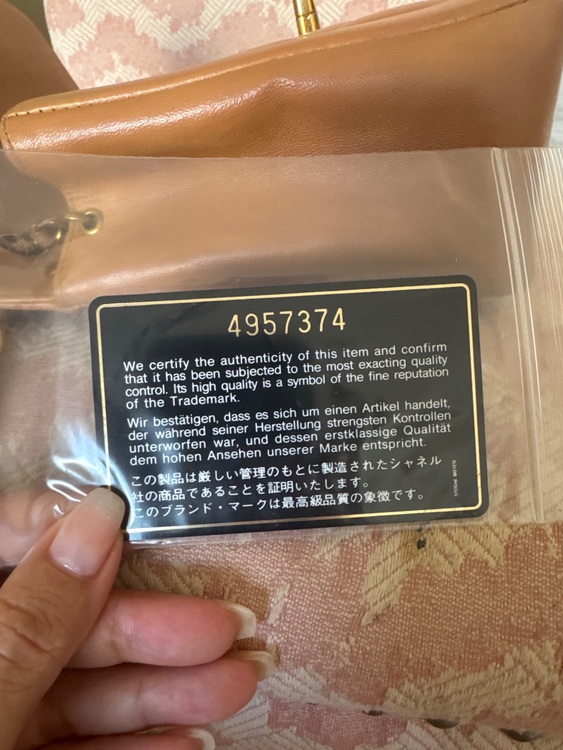 4957374
We certify the authenticity of this item and confirm
that it has been subjected to the most exacting quality
control. Its high quality is a symbol of the fine reputation
of the Trademark.
Wir bestätigen, dass es sich um einen Artikel handelt,
der während seiner Herstellung strengsten Kontrollen
unterworfen war, und dessen erstklassige Qualität
dem hohen Ansehen unserer Marke entspricht.
この製品は厳しい管理のもとに製造されたシャネル
社の商品であることを証明いたします。
このブランド・マークは最高級品質の象徴です。